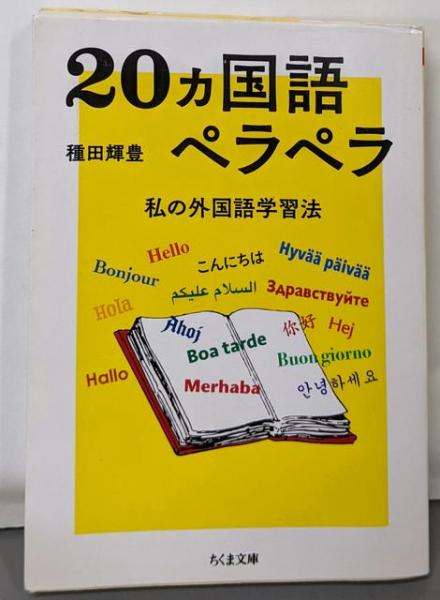 20ヵ国語
ペラペラ
種田輝豊
私の外国語学習法
Hello
こんにちは
Hyvää päivää
Bonjour
السلام عليكم
Здравствуйте
Hola
Ahoj
你好
Hej
Boa tarde
Buon giorno
Hallo
Merhaba
안녕하세요
ちくま文庫